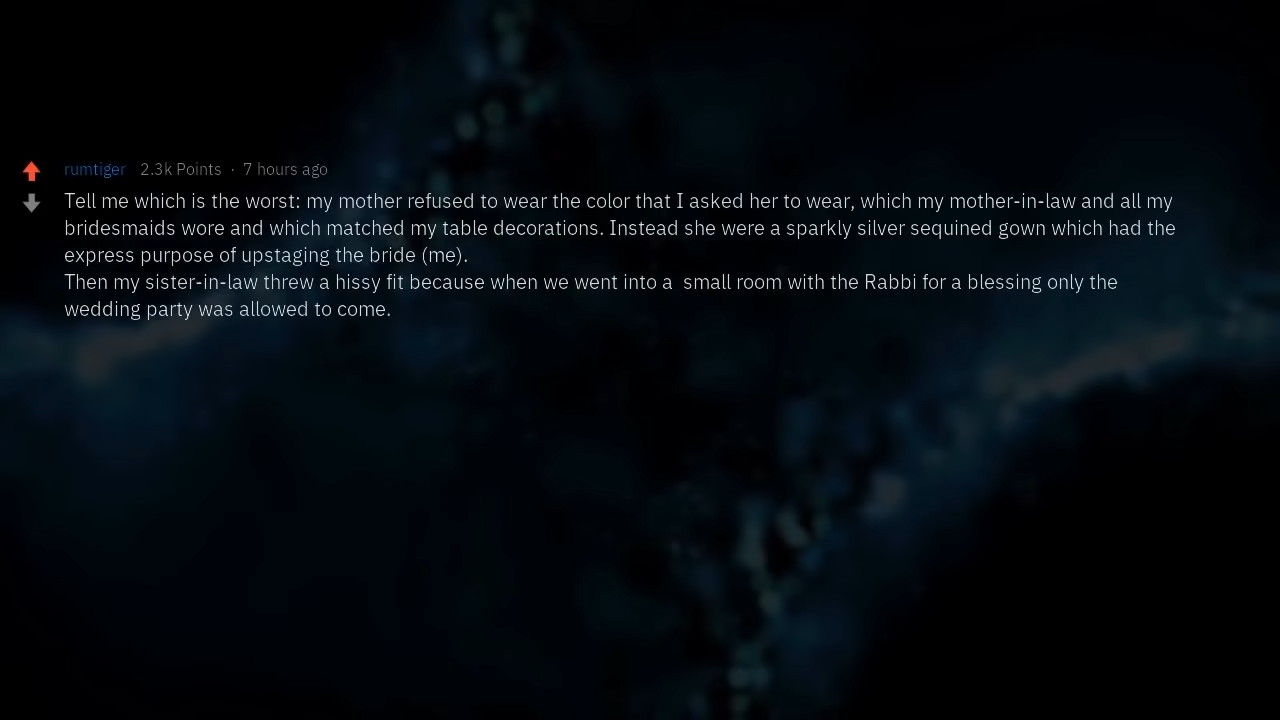 rumtiger 2.3k Points · 7 hours ago
Tell me which is the worst: my mother refused to wear the color that I asked her to wear, which my mother-in-law and all my
bridesmaids wore and which matched my table decorations. Instead she were a sparkly silver sequined gown which had the
express purpose of upstaging the bride (me).
Then my sister-in-law threw a hissy fit because when we went into a  small room with the Rabbi for a blessing only the
wedding party was allowed to come.